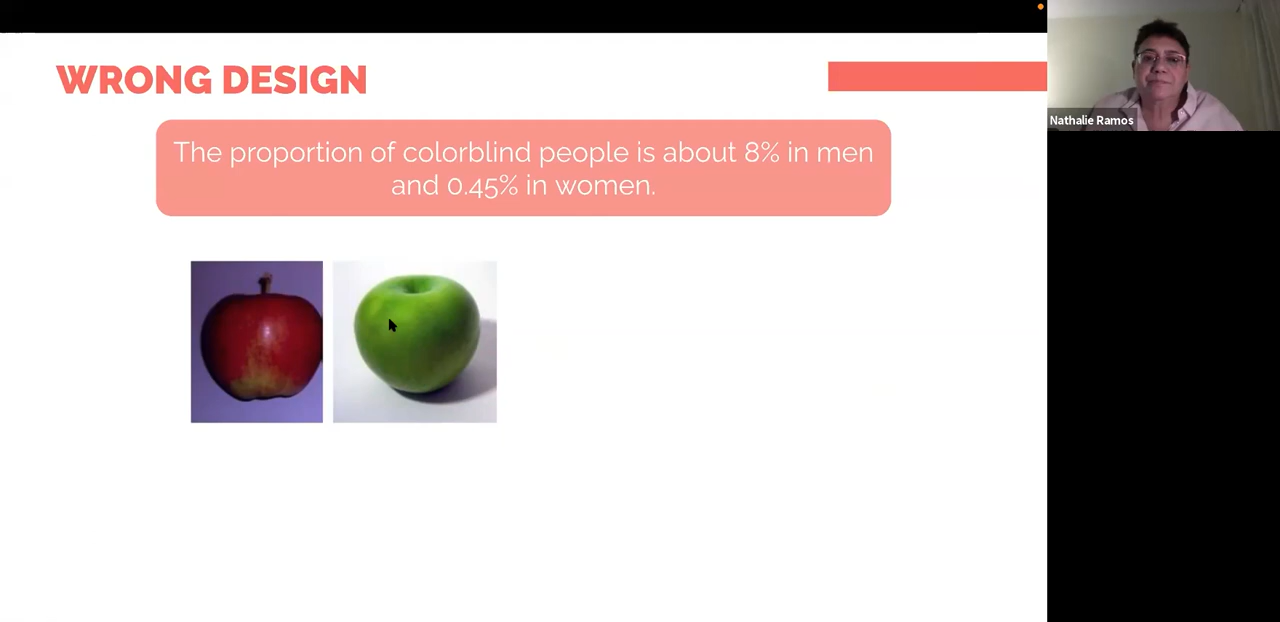 WRONG DESIGN
The proportion of colorblind people is about 8% in men
and 0.45% in women.
Nathalie Ramos